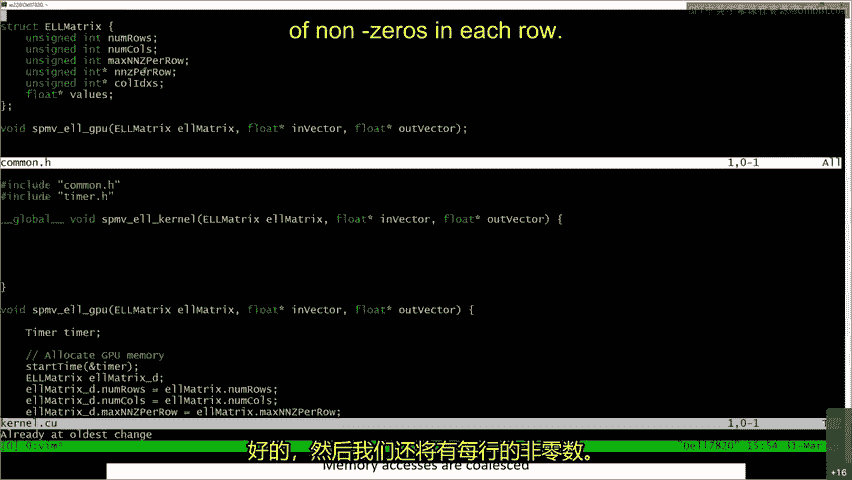 of non -zeros in each row.
struct ELLMatrix {
    unsigned int numRows;
    unsigned int numCols;
    unsigned int maxNNZPerRow;
    unsigned int* nnzPerRow;
    unsigned int* colIdxs;
    float* values;
};
void spmv_ell_gpu(ELLMatrix ellMatrix, float* inVector, float* outVector);
common.h 1,0-1 All
#include "common.h"
#include "timer.h"
__global__ void spmv_ell_kernel(ELLMatrix ellMatrix, float* inVector, float* outVector) {
}
void spmv_ell_gpu(ELLMatrix ellMatrix, float* inVector, float* outVector) {
    Timer timer;
    // Allocate GPU memory
    startTime(&timer);
    ELLMatrix ellMatrix_d;
    ellMatrix_d.numRows = ellMatrix.numRows;
    ellMatrix_d.numCols = ellMatrix.numCols;
    ellMatrix_d.maxNNZPerRow = ellMatrix.maxNNZPerRow;
kernel.cu 1,0-1
Already at oldest change
好的，然后我们还将有每行的非零数。
Memory accesses are coalesced
+16